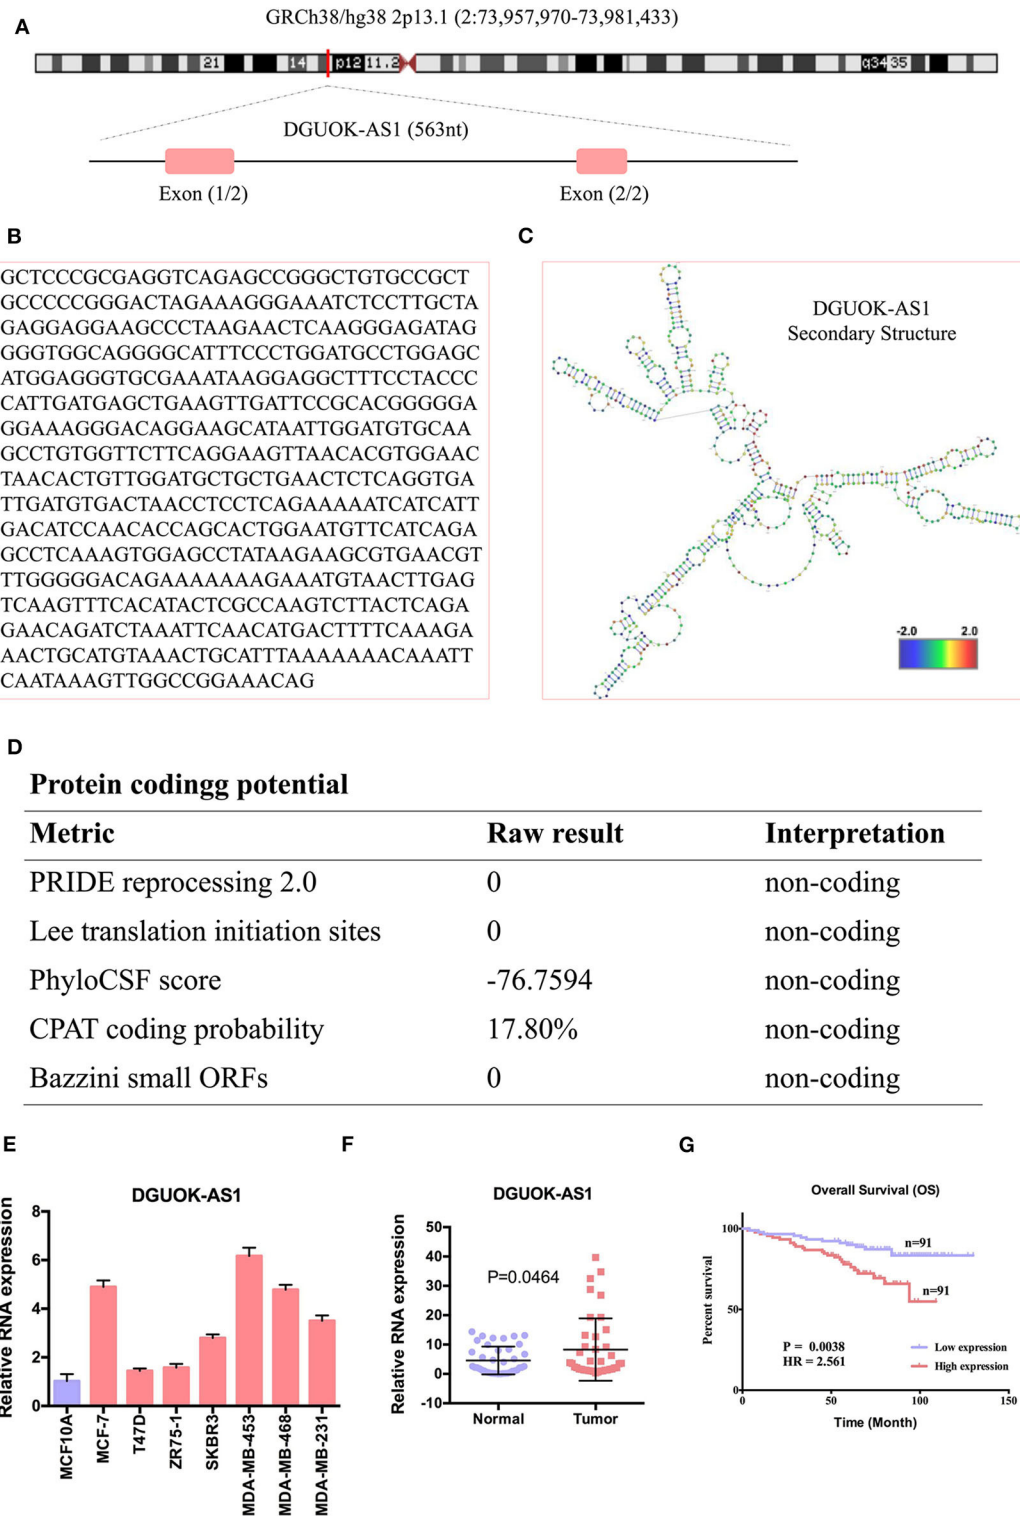 A
GRCh38/hg38 2p13.1 (2:73,957,970-73,981,433)
21 14 p12 11.2 q34 35
DGUOK-AS1 (563nt)
Exon (1/2) Exon (2/2)
B
GCTCCCGCGAGGTCAGAGCCGGGCTGTGCCGCT
GCCCCCGGGACTAGAAAGGGAAATCTCCTTGCTA
GAGGAGGAAGCCCTAAGAACTCAAGGGAGATAG
GGGTGGCAGGGGCATTTCCCTGGATGCCTGGAGC
ATGGAGGGTGCGAAATAAGGAGGCTTTCCTACCC
CATTGATGAGCTGAAGTTGATTCCGCACGGGGGA
GGAAAGGGACAGGAAGCATAATTGGATGTGCAA
GCCTGTGGTTCTTCAGGAAGTTAACACGTGGAAC
TAACACTGTTGGATGCTGCTGAACTCTCAGGTGA
TTGATGTGACTAACCTCCTCAGAAAAATCATCATT
GACATCCAACACCAGCACTGGAATGTTCATCAGA
GCCTCAAAGTGGAGCCTATAAGAAGCGTGAACGT
TTGGGGGACAGAAAAAAAGAAATGTAACTTGAG
TCAAGTTTCACATACTCGCCAAGTCTTACTCAGA
GAACAGATCTAAATTCAACATGACTTTTCAAAGA
AACTGCATGTAAACTGCATTTAAAAAAACAAATT
CAATAAAGTTGGCCGGAAACAG
C
DGUOK-AS1
Secondary Structure
-2.0 2.0
D
Protein codingg potential
Metric Raw result Interpretation
PRIDE reprocessing 2.0 0 non-coding
Lee translation initiation sites 0 non-coding
PhyloCSF score -76.7594 non-coding
CPAT coding probability 17.80% non-coding
Bazzini small ORFs 0 non-coding
E
DGUOK-AS1
Relative RNA expression
8
6
4
2
0
MCF10A
MCF-7
T47D
ZR75-1
SKBR3
MDA-MB-453
MDA-MB-468
MDA-MB-231
F
DGUOK-AS1
Relative RNA expression
50
40
30
20
10
0
-10
P=0.0464
Normal Tumor
G
Overall Survival (OS)
Percent survival
100
50
0
n=91
n=91
P = 0.0038
HR = 2.561
Low expression
High expression
0 50 100 150
Time (Month)